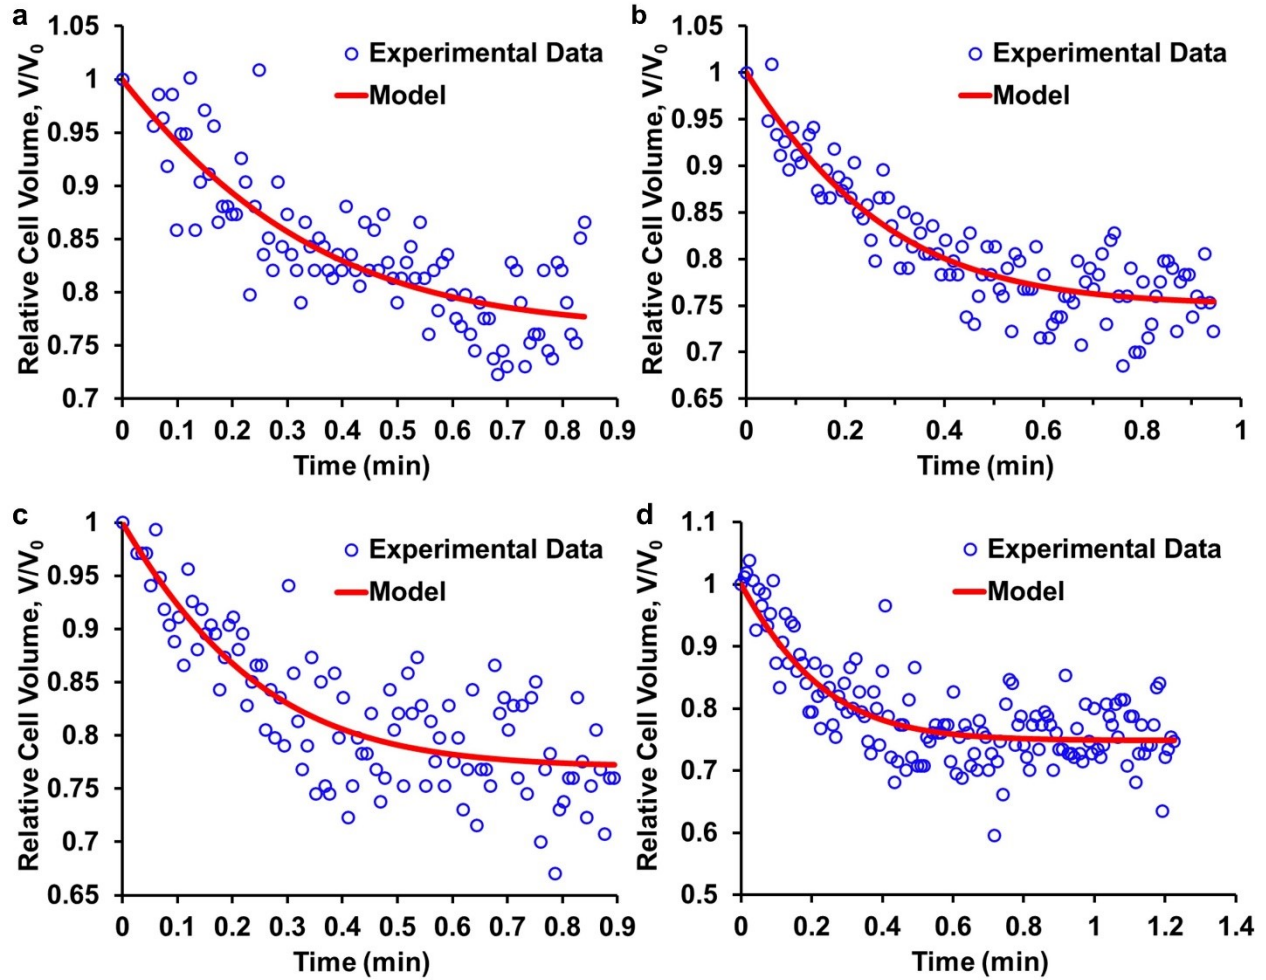 a
1.05
1
0.95
0.9
0.85
0.8
0.75
0.7
Relative Cell Volume, V/V₀
Experimental Data
Model
0 0.1 0.2 0.3 0.4 0.5 0.6 0.7 0.8 0.9
Time (min)
b
1.05
1
0.95
0.9
0.85
0.8
0.75
0.7
0.65
Relative Cell Volume, V/V₀
Experimental Data
Model
0 0.2 0.4 0.6 0.8 1
Time (min)
c
1
0.95
0.9
0.85
0.8
0.75
0.7
0.65
Relative Cell Volume, V/V₀
Experimental Data
Model
0 0.1 0.2 0.3 0.4 0.5 0.6 0.7 0.8 0.9
Time (min)
d
1.1
1
0.9
0.8
0.7
0.6
0.5
Relative Cell Volume, V/V₀
Experimental Data
Model
0 0.2 0.4 0.6 0.8 1 1.2 1.4
Time (min)